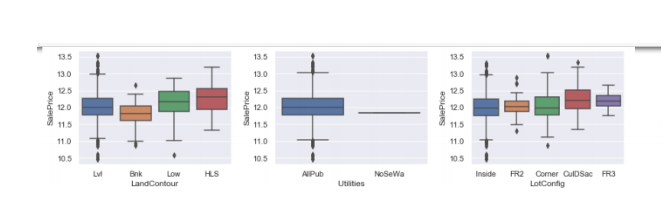 13.5
13.0
12.5
12.0
11.5
11.0
10.5
SalePrice
Lvl Bnk Low HLS
LandContour
13.5
13.0
12.5
12.0
11.5
11.0
10.5
SalePrice
AllPub NoSeWa
Utilities
13.5
13.0
12.5
12.0
11.5
11.0
10.5
SalePrice
Inside FR2 Corner CulDSac FR3
LotConfig